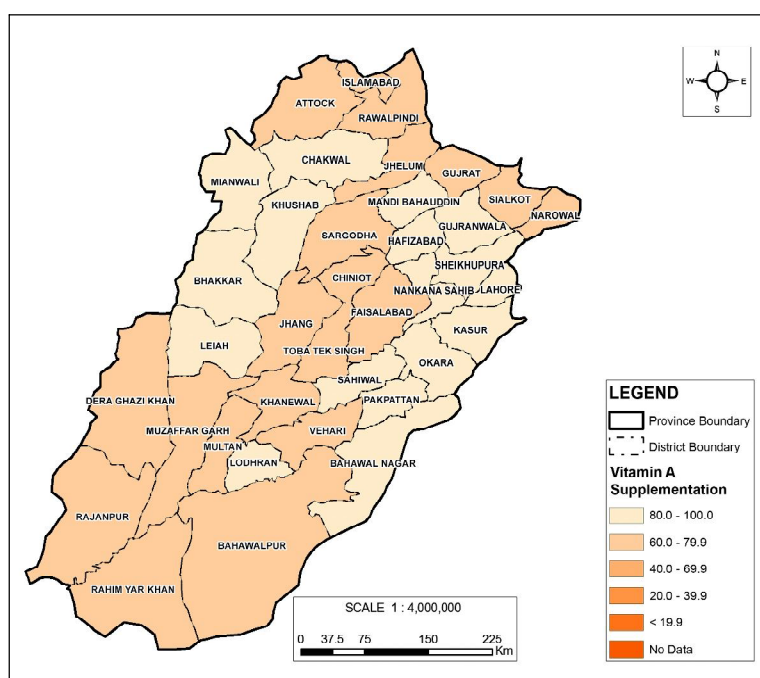 N
W E
S
ISLAMABAD
ATTOCK
RAWALPINDI
CHAKWAL
JHELUM
GUJRAT
MIANWALI
SIALKOT
KHUSHAB
MANDI BAHAUDDIN
NAROWAL
GUJRANWALA
SARGODHA
HAFIZABAD
SHEIKHUPURA
CHINIOT
BHAKKAR
NANKANA SAHIB
LAHORE
FAISALABAD
JHANG
KASUR
LEIAH
TOBA TEK SINGH
OKARA
SAHIWAL
DERA GHAZI KHAN
KHANEWAL
PAKPATTAN
MUZAFFAR GARH
VEHARI
MULTAN
LODHRAN
BAHAWAL NAGAR
RAJANPUR
BAHAWALPUR
RAHIM YAR KHAN
LEGEND
Province Boundary
District Boundary
Vitamin A
Supplementation
80.0 - 100.0
60.0 - 79.9
40.0 - 69.9
20.0 - 39.9
< 19.9
No Data
SCALE 1 : 4,000,000
0 37.5 75 150 225
Km